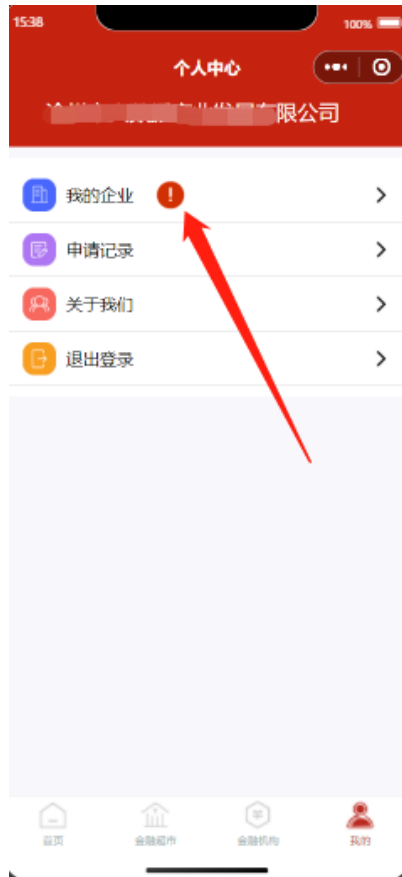 15:38
100%
个人中心
限公司
我的企业
申请记录
关于我们
退出登录
首页
金融超市
金融机构
我的